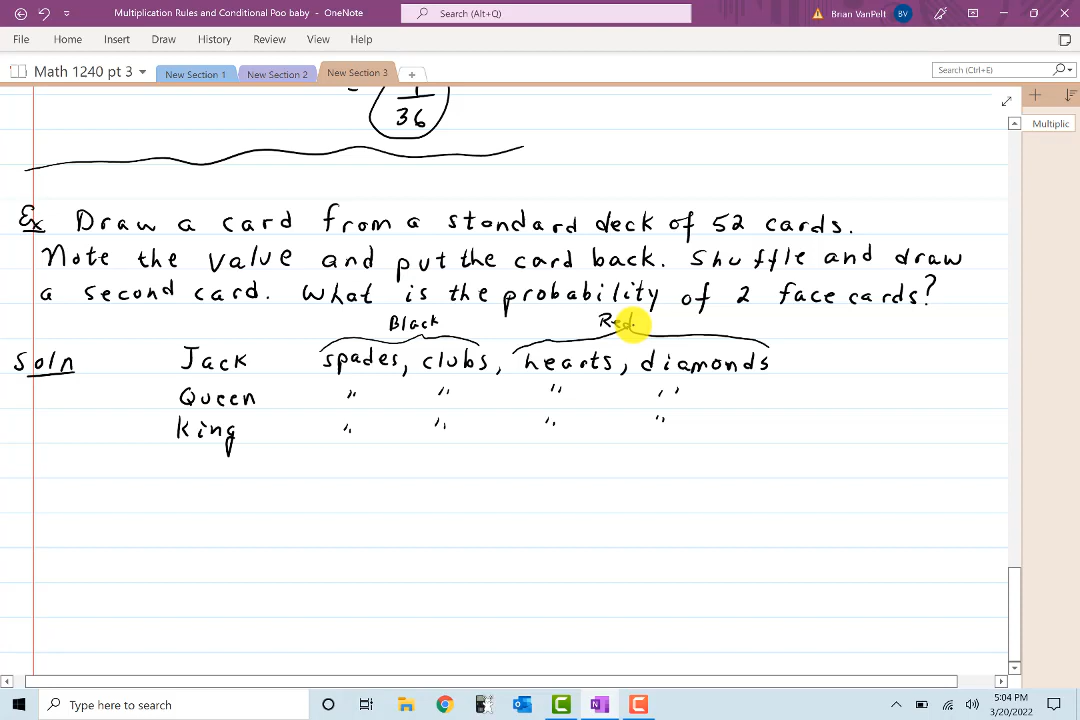 Multiplication Rules and Conditional Poo baby - OneNote
Search (Alt+Q)
Brian VanPelt
BV
File Home Insert Draw History Review View Help
Math 1240 pt 3
New Section 1
New Section 2
New Section 3
Search (Ctrl+E)
Multiplic
1
36
Ex Draw a card from a standard deck of 52 cards.
Note the value and put the card back. Shuffle and draw
a second card. What is the probability of 2 face cards?
Black Red
Soln Jack spades, clubs, hearts, diamonds
Queen " " " "
King " " " "
Type here to search
5:04 PM
3/20/2022